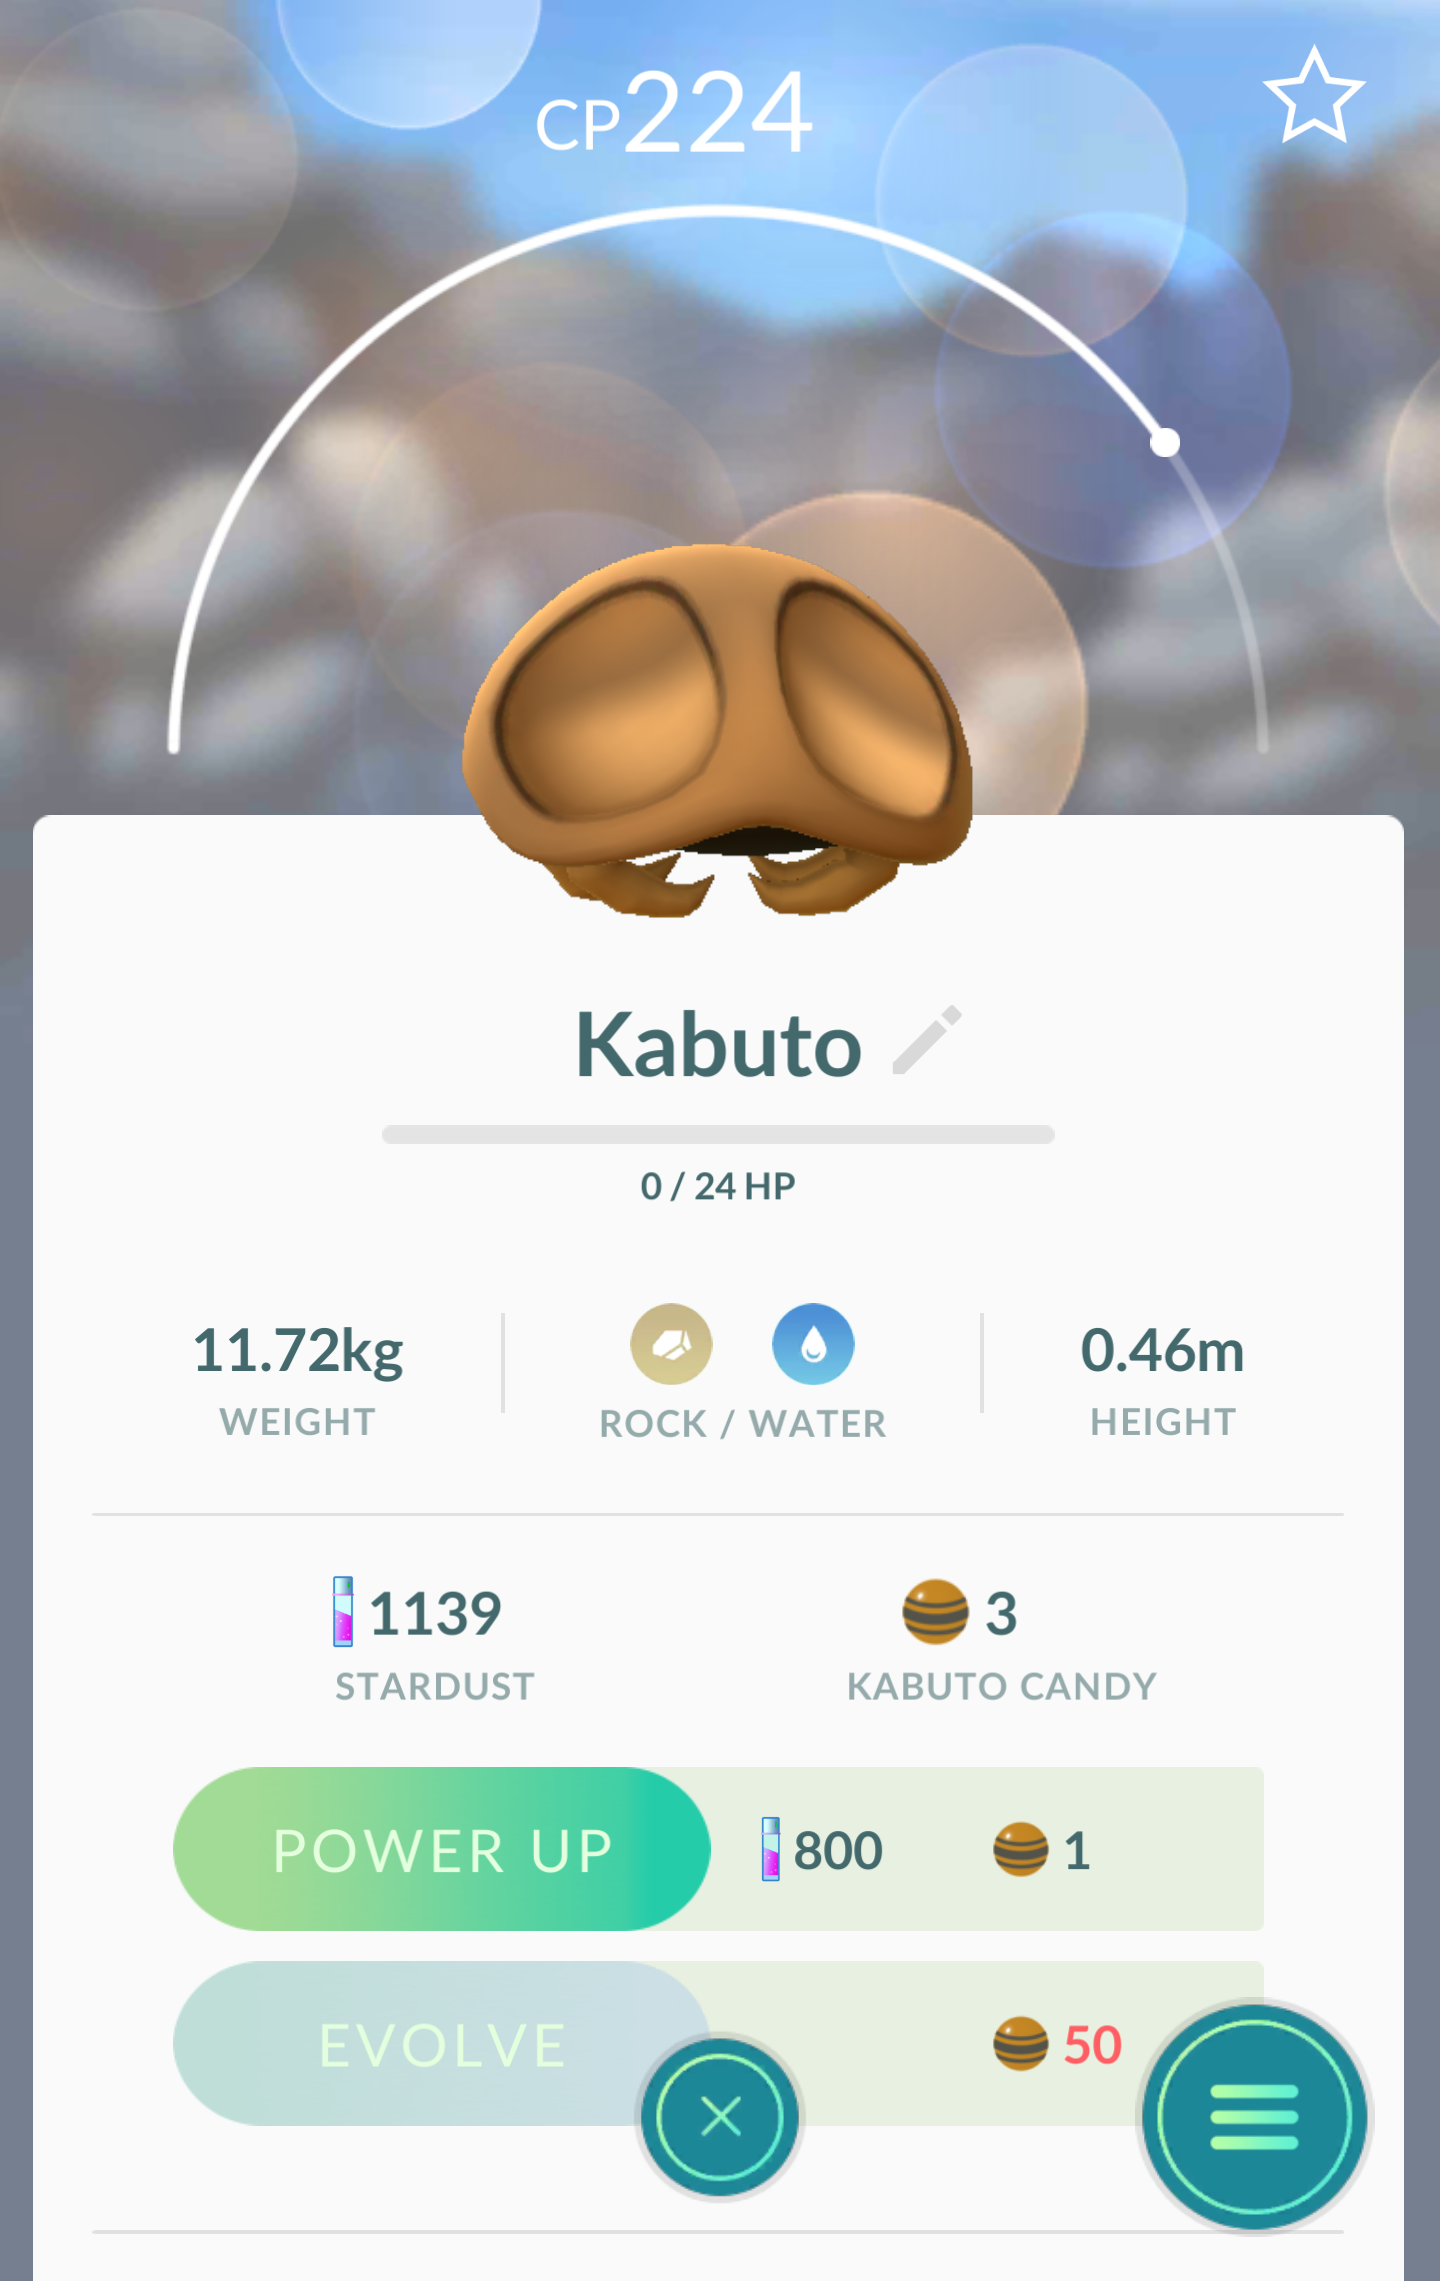 CP224
Kabuto
0 / 24 HP
11.72kg
WEIGHT
ROCK / WATER
0.46m
HEIGHT
1139
STARDUST
3
KABUTO CANDY
POWER UP 800 1
EVOLVE 50